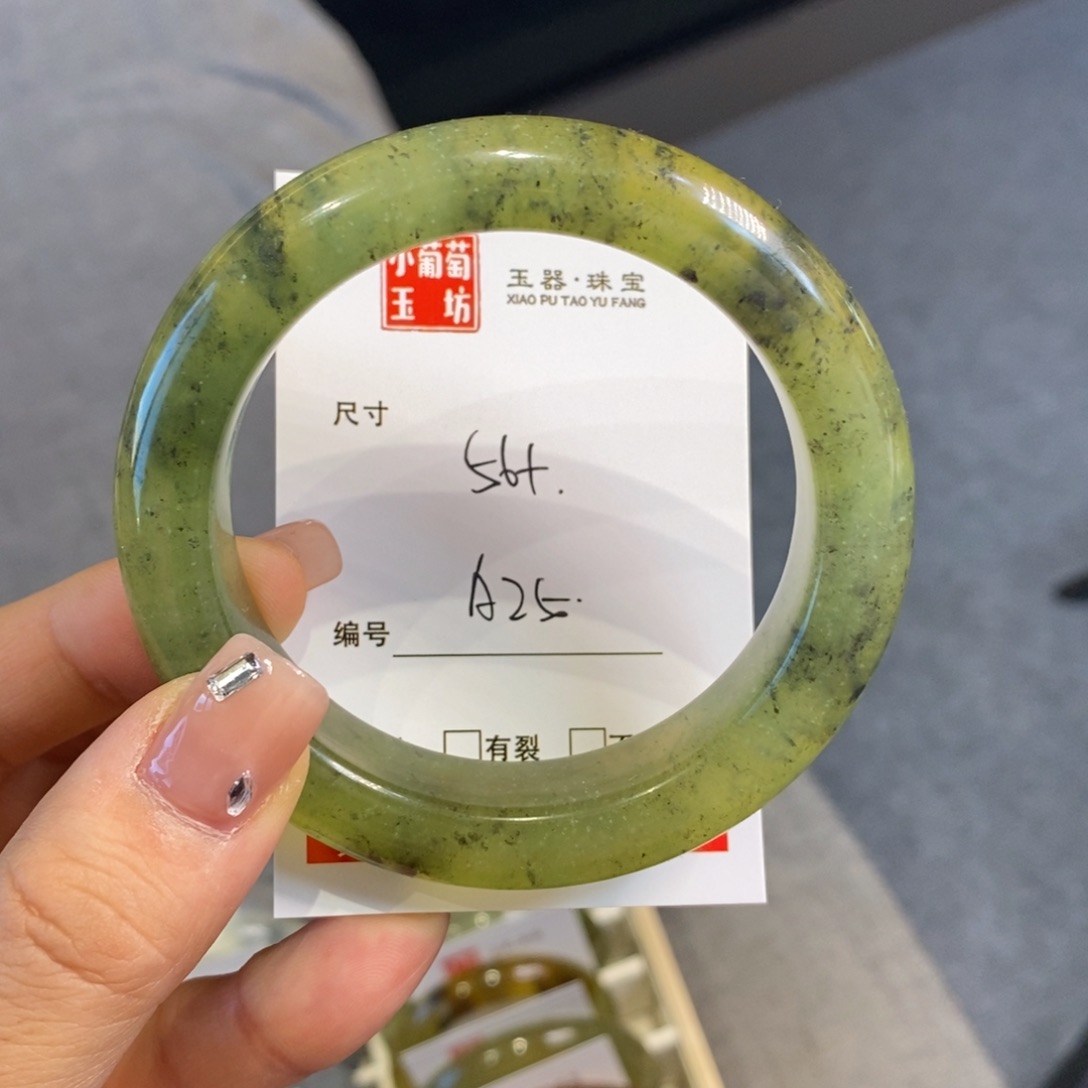 小葡萄
玉坊
玉器·珠宝
XIAO PU TAO YU FANG
尺寸
56+.
A25.
编号
有裂